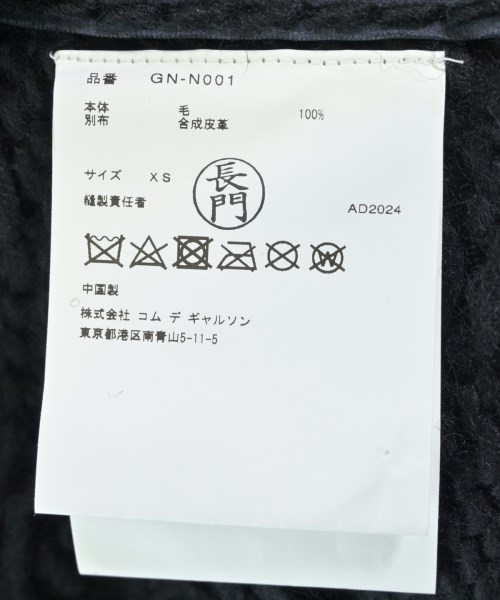 品番 GN-N001
本体 毛 100%
別布 合成皮革
サイズ XS
長門
縫製責任者
AD2024
W
中国製
株式会社 コム デ ギャルソン
東京都港区南青山5-11-5